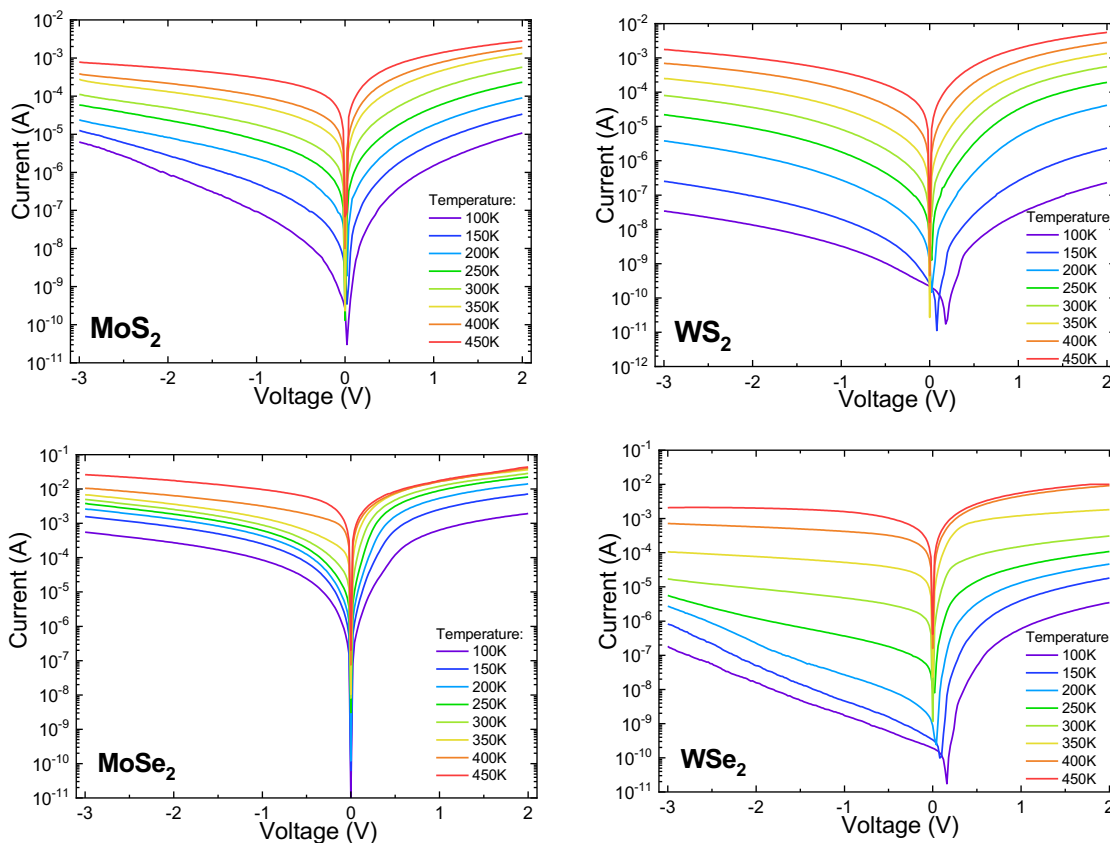 Current (A)
10⁻²
10⁻³
10⁻⁴
10⁻⁵
10⁻⁶
10⁻⁷
10⁻⁸
10⁻⁹
10⁻¹⁰
10⁻¹¹
-3
-2
-1
0
1
2
Voltage (V)
MoS₂
Temperature:
100K
150K
200K
250K
300K
350K
400K
450K
Current (A)
10⁻²
10⁻³
10⁻⁴
10⁻⁵
10⁻⁶
10⁻⁷
10⁻⁸
10⁻⁹
10⁻¹⁰
10⁻¹¹
10⁻¹²
-3
-2
-1
0
1
2
Voltage (V)
WS₂
Temperature
100K
150K
200K
250K
300K
350K
400K
450K
Current (A)
10⁻¹
10⁻²
10⁻³
10⁻⁴
10⁻⁵
10⁻⁶
10⁻⁷
10⁻⁸
10⁻⁹
10⁻¹⁰
10⁻¹¹
-3
-2
-1
0
1
2
Voltage (V)
MoSe₂
Temperature:
100K
150K
200K
250K
300K
350K
400K
450K
Current (A)
10⁻¹
10⁻²
10⁻³
10⁻⁴
10⁻⁵
10⁻⁶
10⁻⁷
10⁻⁸
10⁻⁹
10⁻¹⁰
10⁻¹¹
-3
-2
-1
0
1
2
Voltage (V)
WSe₂
Temperature
100K
150K
200K
250K
300K
350K
400K
450K